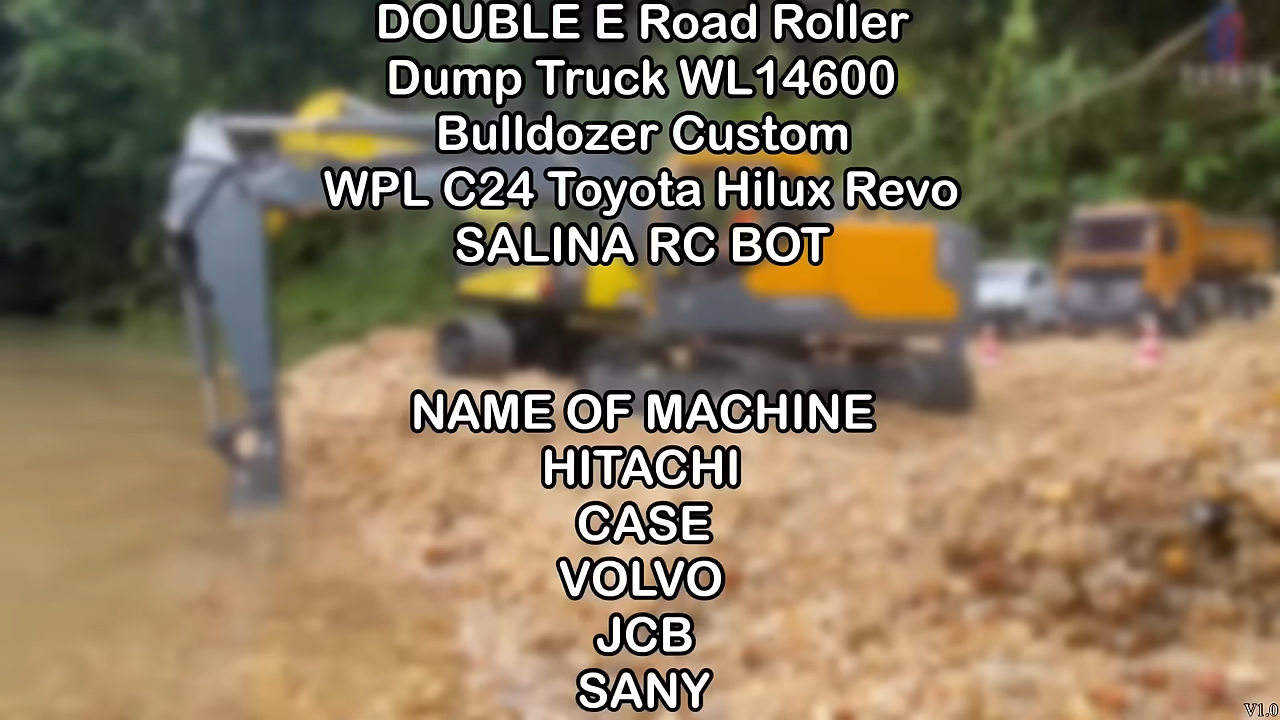 DOUBLE E Road Roller
Dump Truck WL14600
Bulldozer Custom
WPL C24 Toyota Hilux Revo
SALINA RC BOT
NAME OF MACHINE
HITACHI
CASE
VOLVO
JCB
SANY
V1.0